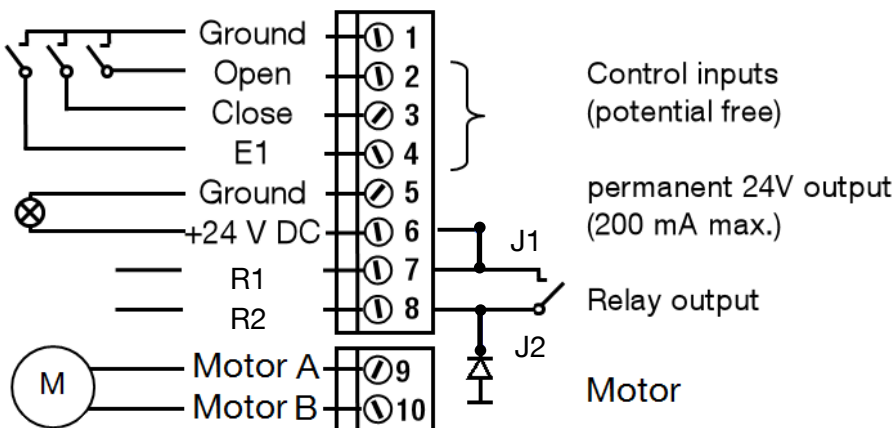 Ground 1
Open 2 Control inputs
Close 3 (potential free)
E1 4
Ground 5 permanent 24V output
+24 V DC 6 (200 mA max.)
J1
R1 7
R2 8 Relay output
J2
M Motor A 9 Motor
Motor B 10